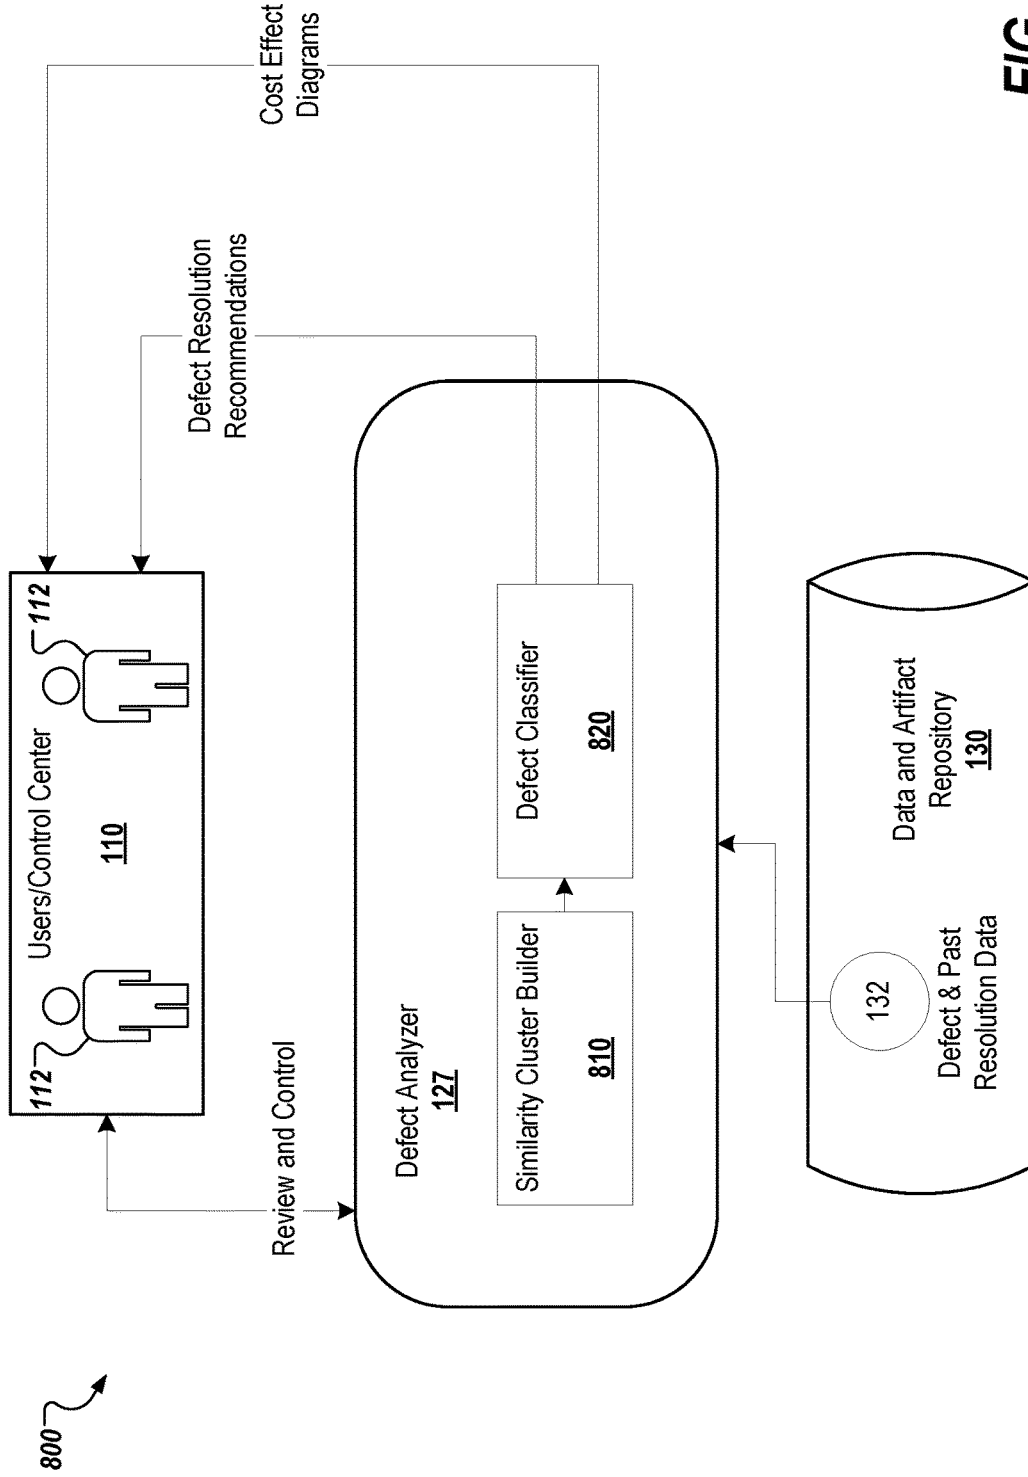 800
112
Users/Control Center
112
110
Review and Control
Defect Resolution
Recommendations
Cost Effect
Diagrams
Defect Analyzer
127
Similarity Cluster Builder
810
Defect Classifier
820
132
Defect & Past
Resolution Data
Data and Artifact
Repository
130
FIG